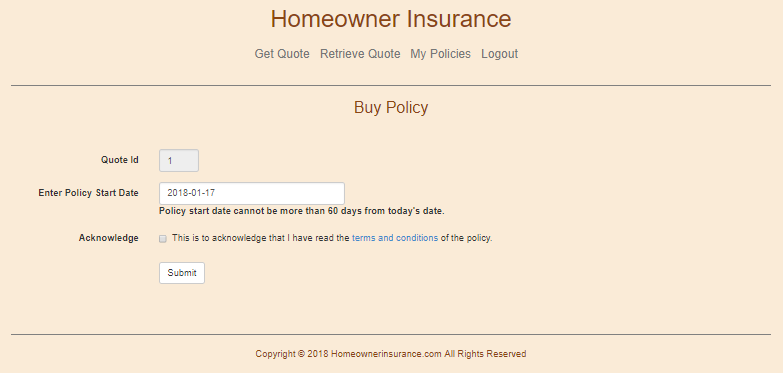 Homeowner Insurance
Get Quote Retrieve Quote My Policies Logout
Buy Policy
Quote Id 1
Enter Policy Start Date 2018-01-17
Policy start date cannot be more than 60 days from today's date.
Acknowledge This is to acknowledge that I have read the terms and conditions of the policy.
Submit
Copyright © 2018 Homeownerinsurance.com All Rights Reserved